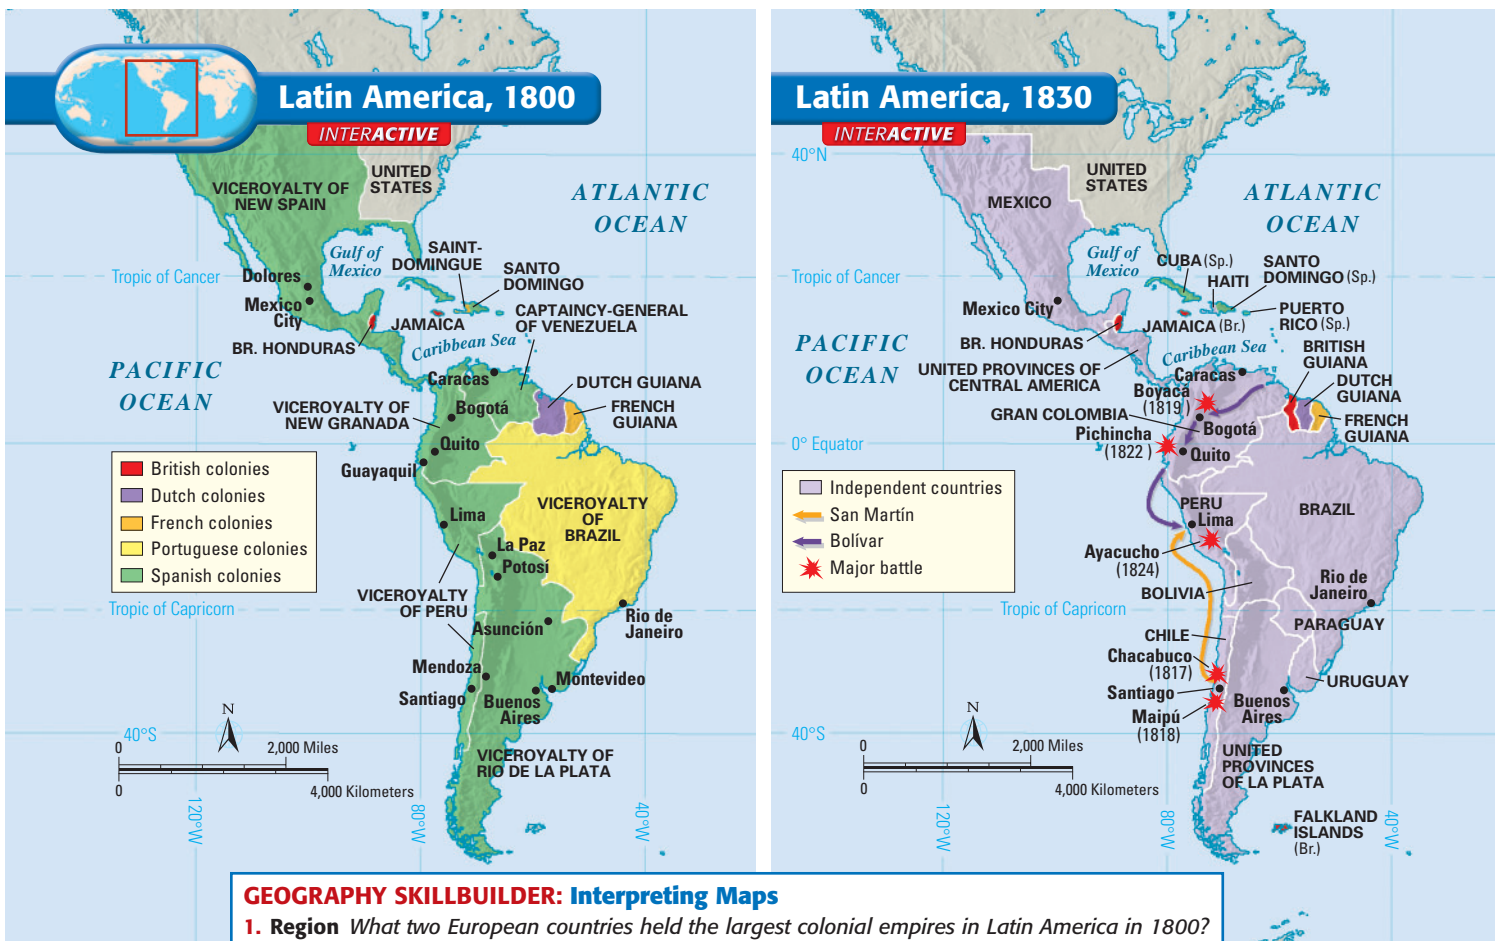 Latin America, 1800
INTERACTIVE
UNITED
STATES
VICEROYALTY OF
NEW SPAIN
ATLANTIC
OCEAN
Gulf of
Mexico
SAINT-
DOMINGUE
SANTO
DOMINGO
Tropic of Cancer
Dolores
Mexico
City
CAPTAINCY-GENERAL
OF VENEZUELA
JAMAICA
BR. HONDURAS
Caribbean Sea
PACIFIC
OCEAN
Caracas
DUTCH GUIANA
VICEROYALTY OF
NEW GRANADA
Bogotá
FRENCH
GUIANA
Quito
Guayaquil
British colonies
Dutch colonies
French colonies
Portuguese colonies
Spanish colonies
VICEROYALTY
OF
BRAZIL
Lima
La Paz
Potosí
VICEROYALTY
OF PERU
Tropic of Capricorn
Rio de
Janeiro
Asunción
Mendoza
Montevideo
Santiago
Buenos
Aires
N
40°S
0
2,000 Miles
0
4,000 Kilometers
VICEROYALTY OF
RIO DE LA PLATA
120°W
80°W
40°W
Latin America, 1830
INTERACTIVE
40°N
UNITED
STATES
MEXICO
ATLANTIC
OCEAN
Gulf of
Mexico
CUBA (Sp.)
HAITI
SANTO
DOMINGO (Sp.)
Tropic of Cancer
Mexico City
PUERTO
RICO (Sp.)
JAMAICA (Br.)
BR. HONDURAS
Caribbean Sea
BRITISH
GUIANA
PACIFIC
OCEAN
UNITED PROVINCES OF
CENTRAL AMERICA
Caracas
DUTCH
GUIANA
Boyacá
(1819)
GRAN COLOMBIA
Bogotá
FRENCH
GUIANA
Pichincha
(1822)
0° Equator
Quito
Independent countries
San Martín
Bolívar
Major battle
PERU
Lima
BRAZIL
Ayacucho
(1824)
BOLIVIA
Rio de
Janeiro
Tropic of Capricorn
PARAGUAY
CHILE
Chacabuco
(1817)
URUGUAY
Santiago
Buenos
Aires
Maipú
(1818)
N
40°S
0
2,000 Miles
0
4,000 Kilometers
UNITED
PROVINCES
OF LA PLATA
120°W
80°W
40°W
FALKLAND
ISLANDS
(Br.)
GEOGRAPHY SKILLBUILDER: Interpreting Maps
1. Region What two European countries held the largest colonial empires in Latin America in 1800?